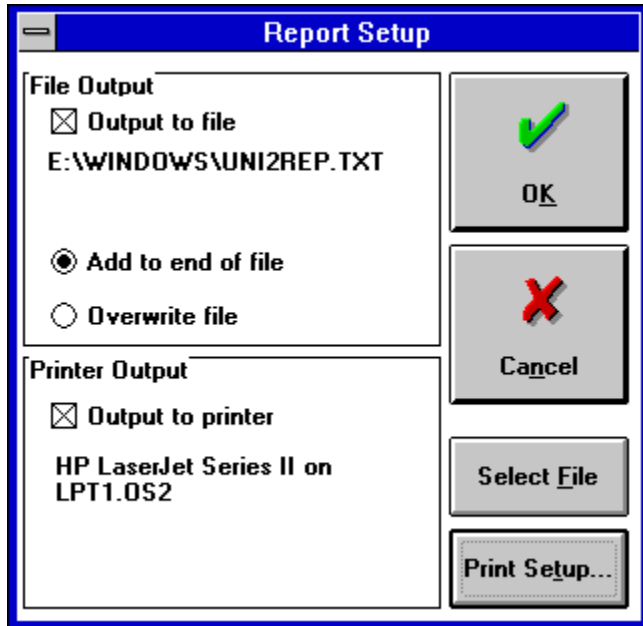 Report Setup
File Output
Output to file
E:\WINDOWS\UNI2REP.TXT
Add to end of file
Overwrite file
Printer Output
Output to printer
HP LaserJet Series II on
LPT1.OS2
OK
Cancel
Select File
Print Setup...